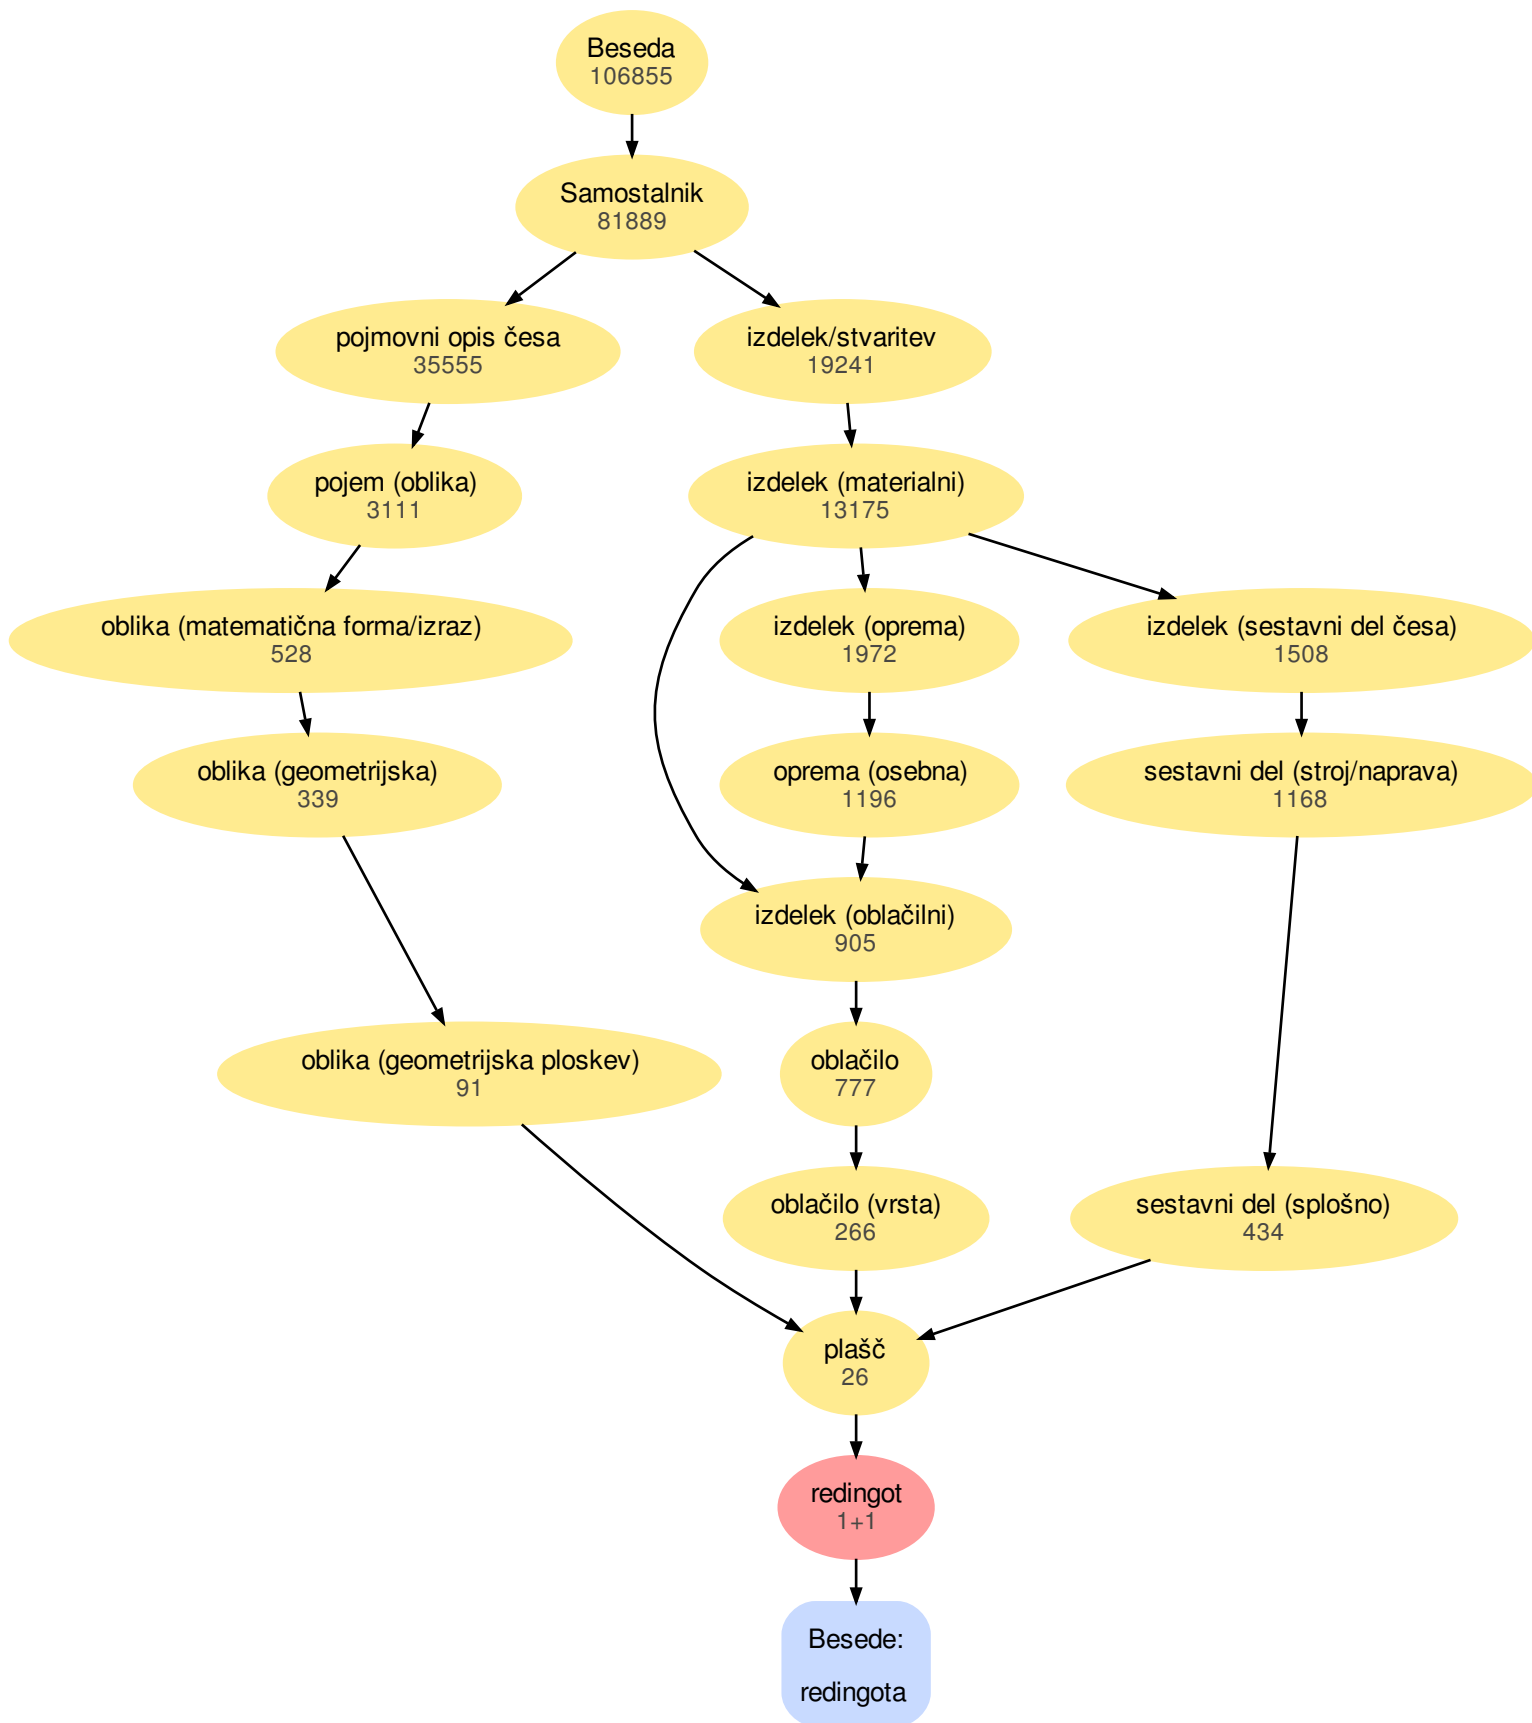 Beseda
106855
Samostalnik
81889
pojmovni opis česa
35555
izdelek/stvaritev
19241
pojem (oblika)
3111
izdelek (materialni)
13175
oblika (matematična forma/izraz)
528
izdelek (oprema)
1972
izdelek (sestavni del česa)
1508
oblika (geometrijska)
339
oprema (osebna)
1196
sestavni del (stroj/naprava)
1168
izdelek (oblačilni)
905
oblika (geometrijska ploskev)
91
oblačilo
777
oblačilo (vrsta)
266
sestavni del (splošno)
434
plašč
26
redingot
1+1
Besede:
redingota